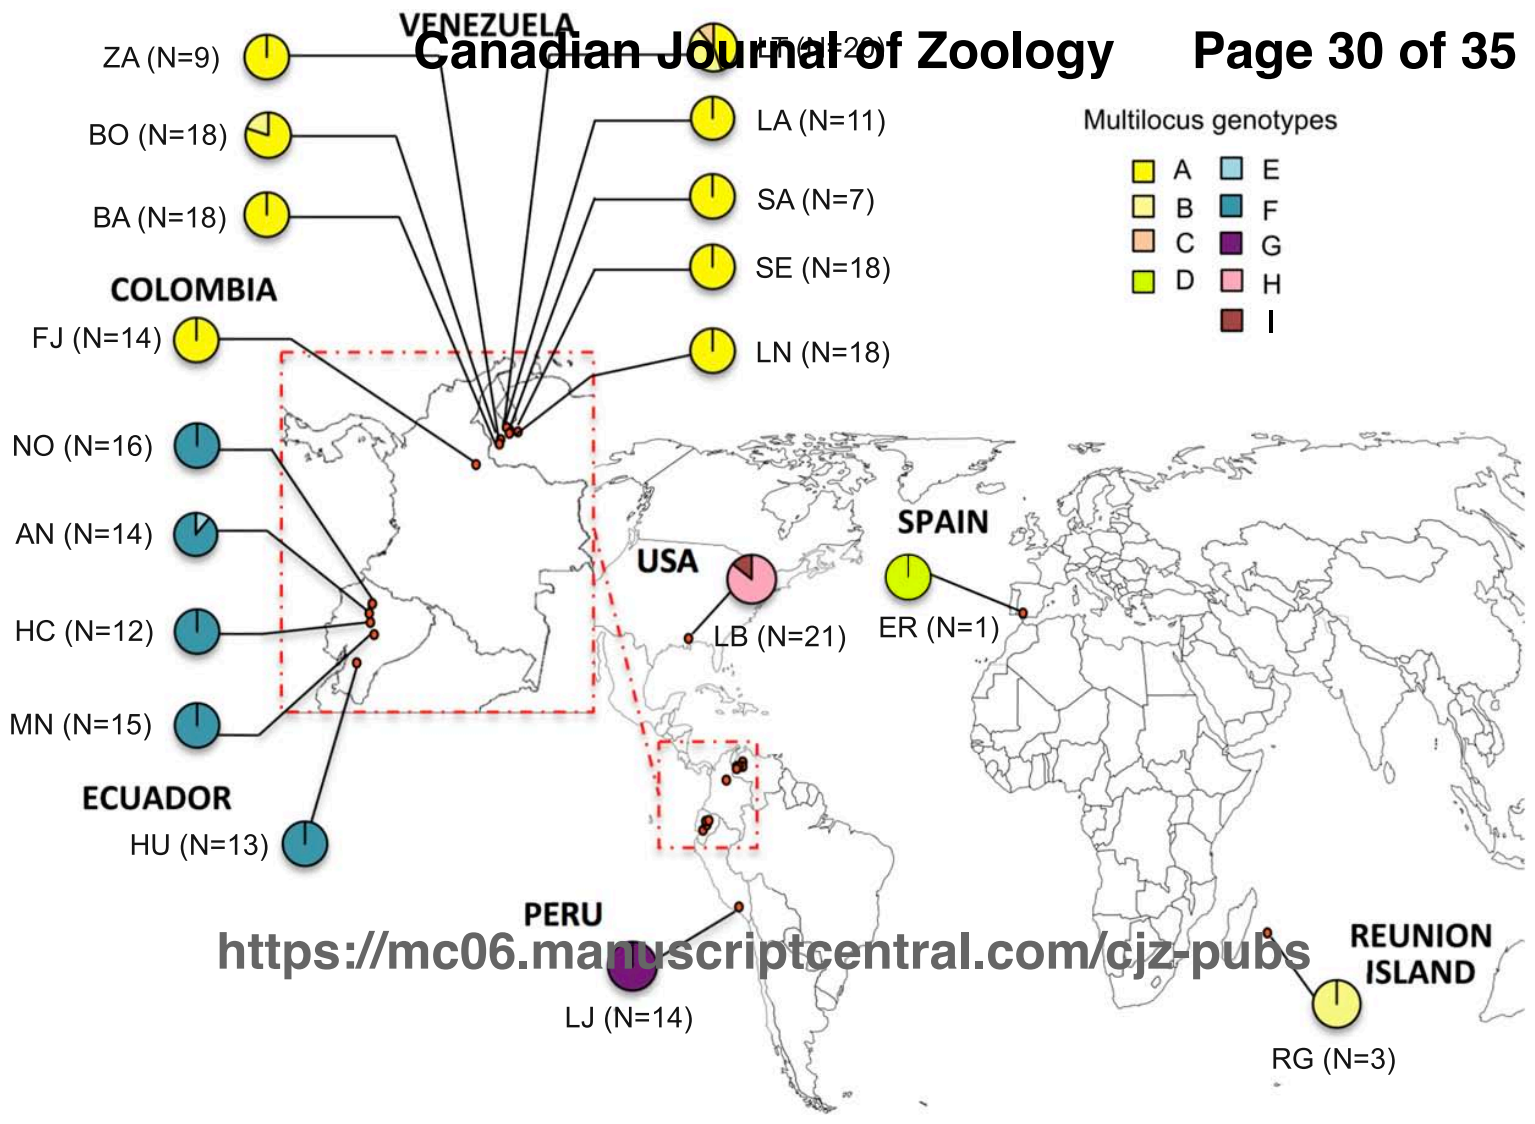 VENEZUELA
Canadian Journal of Zoology Page 30 of 35
ZA (N=9)
LT (N=20)
BO (N=18)
LA (N=11)
BA (N=18)
SA (N=7)
SE (N=18)
LN (N=18)
Multilocus genotypes
A E
B F
C G
D H
I
COLOMBIA
FJ (N=14)
NO (N=16)
AN (N=14)
HC (N=12)
MN (N=15)
ECUADOR
HU (N=13)
USA
LB (N=21)
SPAIN
ER (N=1)
PERU
LJ (N=14)
https://mc06.manuscriptcentral.com/cjz-pubs
REUNION
ISLAND
RG (N=3)